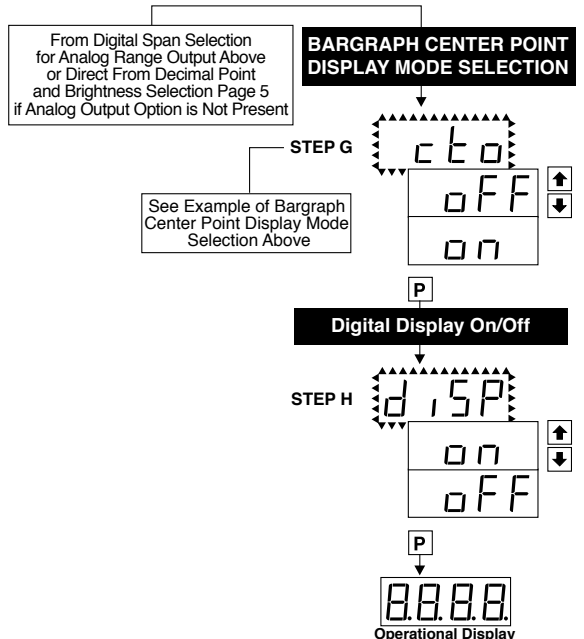 From Digital Span Selection
for Analog Range Output Above
or Direct From Decimal Point
and Brightness Selection Page 5
if Analog Output Option is Not Present
BARGRAPH CENTER POINT
DISPLAY MODE SELECTION
STEP G
cto
oFF
on
See Example of Bargraph
Center Point Display Mode
Selection Above
P
Digital Display On/Off
STEP H
diSP
on
oFF
P
8.8.8.8.
Operational Display